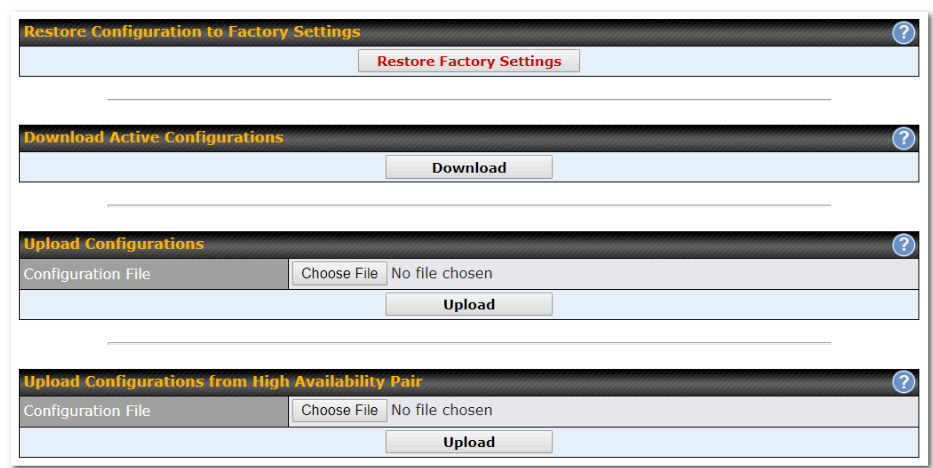 Restore Configuration to Factory Settings
?
Restore Factory Settings
Download Active Configurations
?
Download
Upload Configurations
?
Configuration File Choose File No file chosen
Upload
Upload Configurations from High Availability Pair
?
Configuration File Choose File No file chosen
Upload